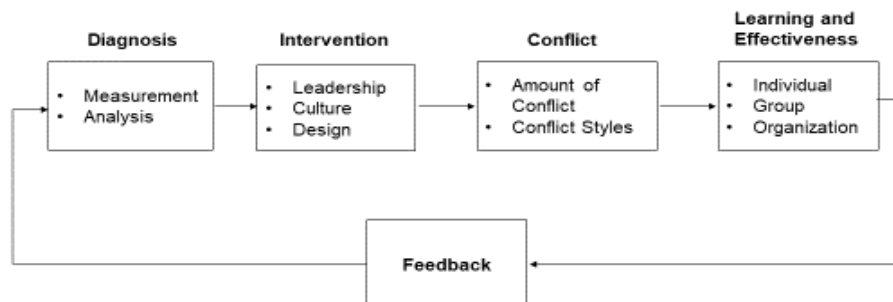 Diagnosis
• Measurement
• Analysis
Intervention
• Leadership
• Culture
• Design
Conflict
• Amount of
Conflict
• Conflict Styles
Learning and
Effectiveness
• Individual
• Group
• Organization
Feedback